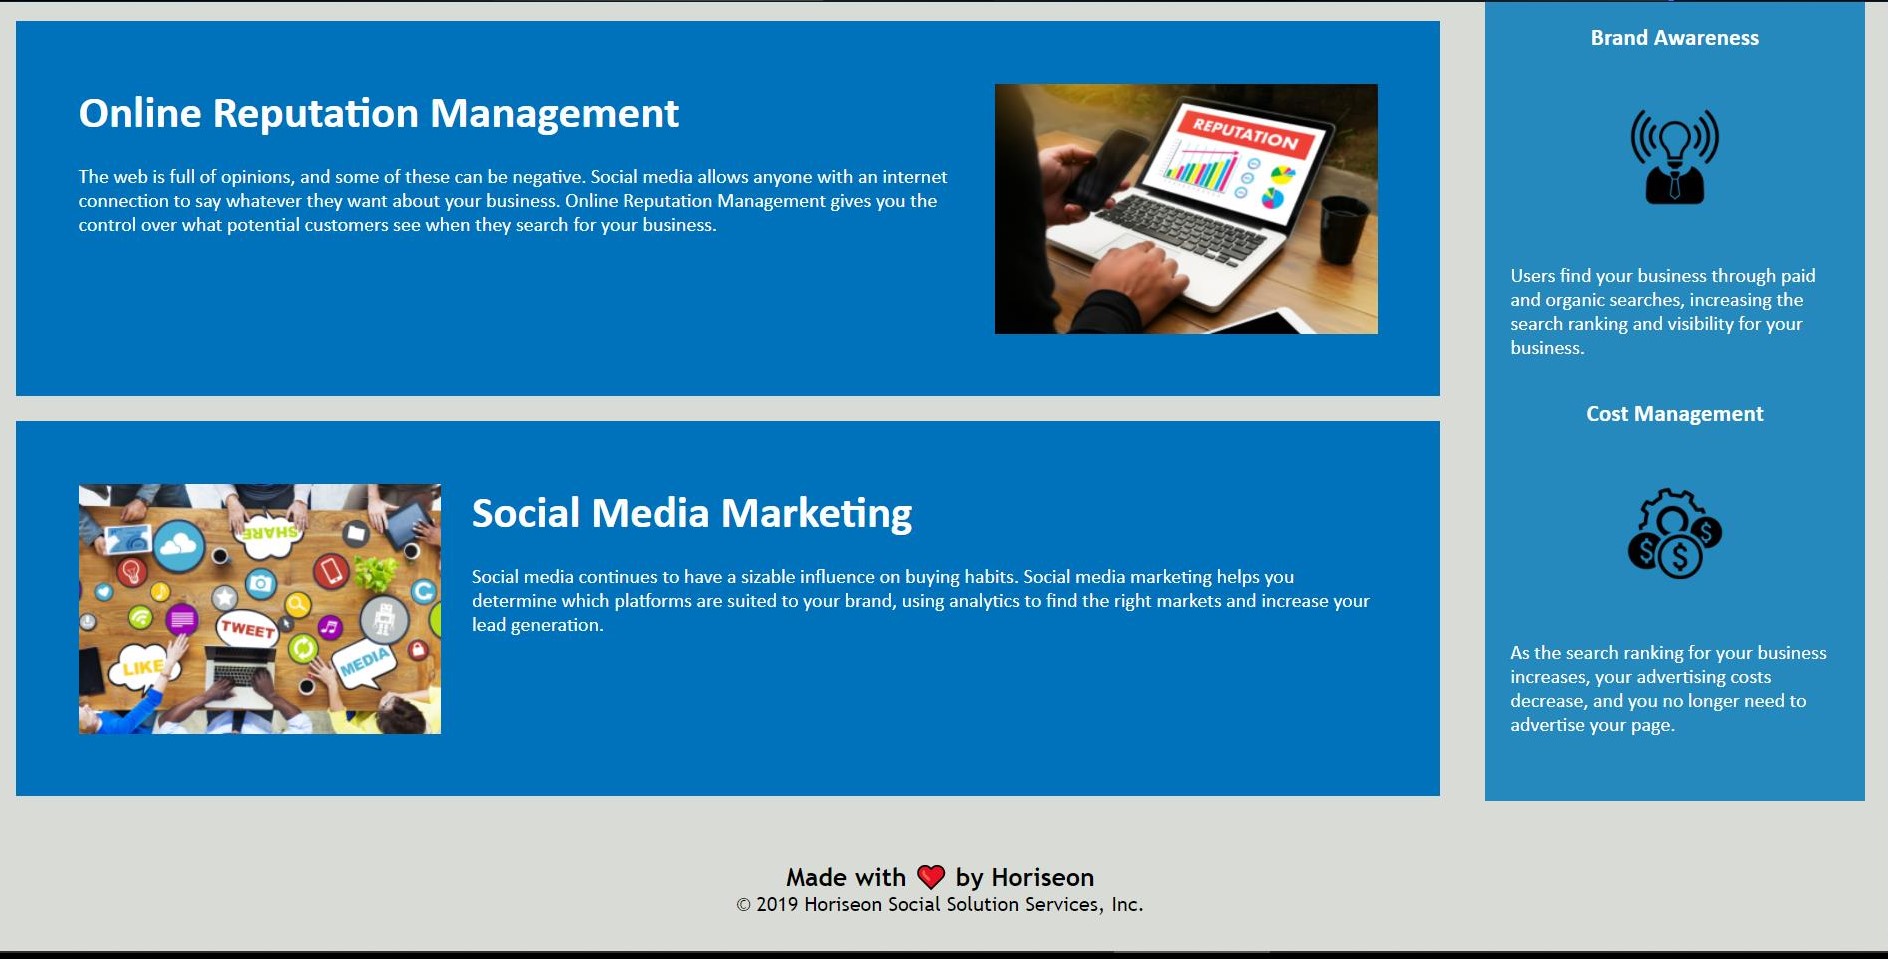 Online Reputation Management
The web is full of opinions, and some of these can be negative. Social media allows anyone with an internet
connection to say whatever they want about your business. Online Reputation Management gives you the
control over what potential customers see when they search for your business.
REPUTATION
Social Media Marketing
Social media continues to have a sizable influence on buying habits. Social media marketing helps you
determine which platforms are suited to your brand, using analytics to find the right markets and increase your
lead generation.
SHARE
TWEET
LIKE
MEDIA
Brand Awareness
Users find your business through paid
and organic searches, increasing the
search ranking and visibility for your
business.
Cost Management
$ $ $
As the search ranking for your business
increases, your advertising costs
decrease, and you no longer need to
advertise your page.
Made with ❤ by Horiseon
© 2019 Horiseon Social Solution Services, Inc.